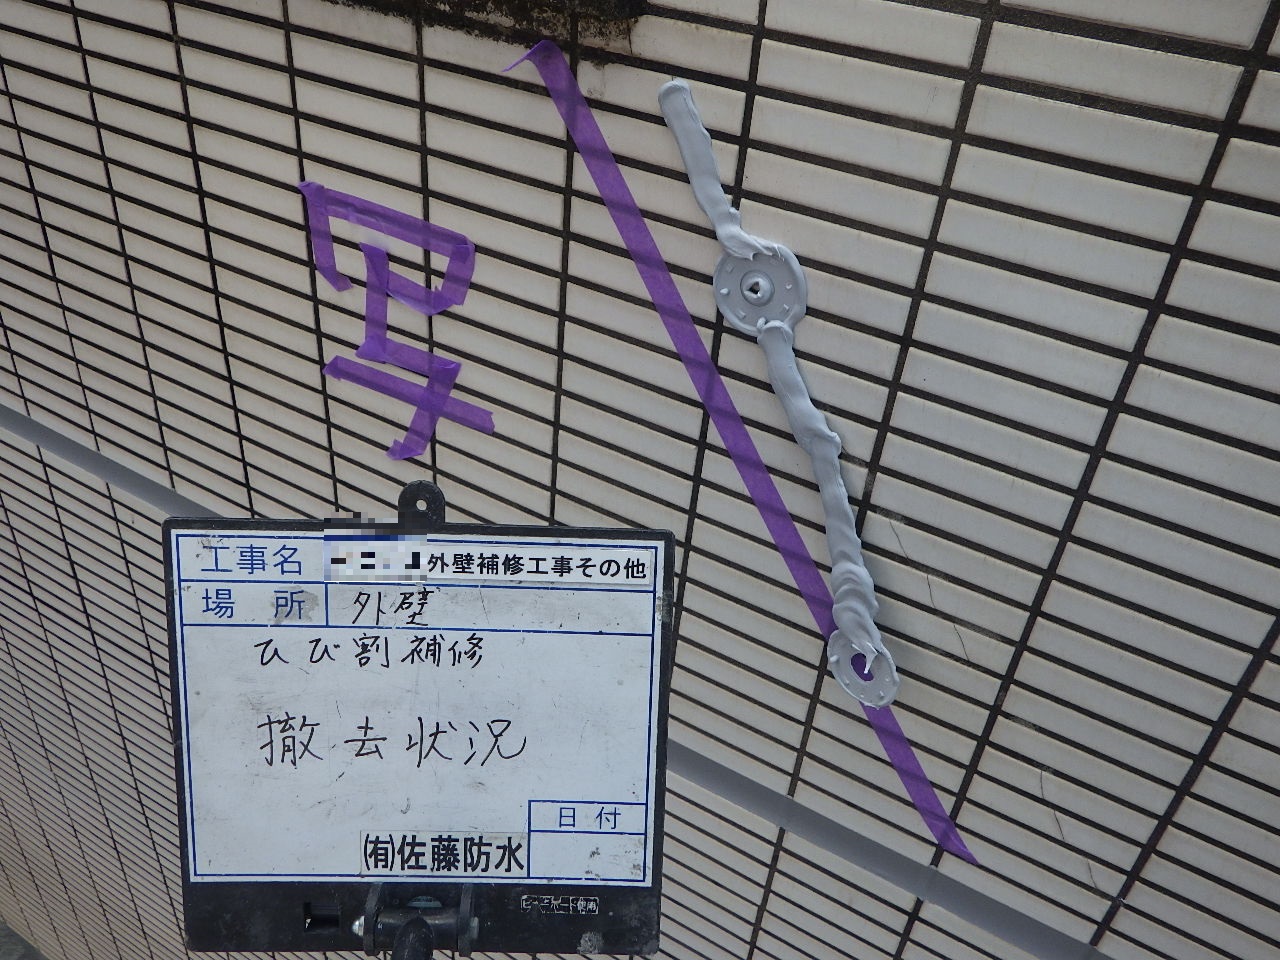 写
工事名 外壁補修工事その他
場所 外壁
ひび割補修
撤去状況
日付
㈲佐藤防水